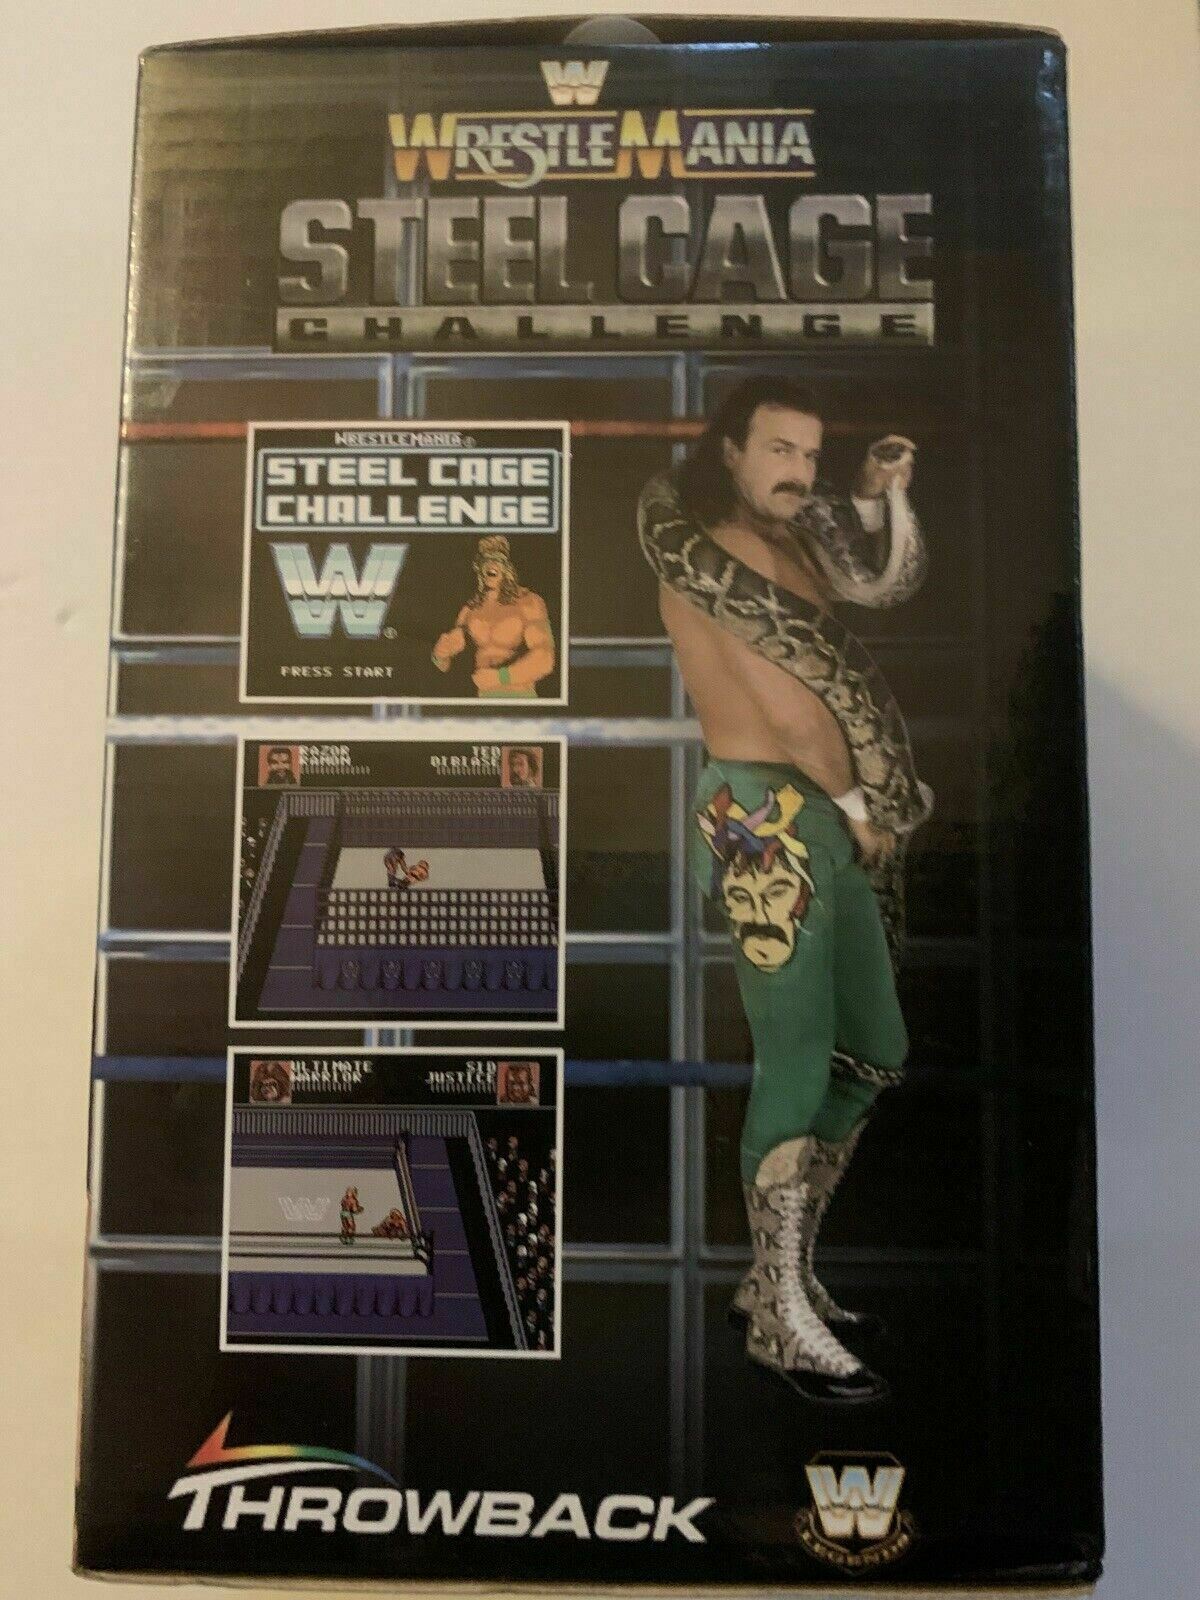 W
WRESTLEMANIA
STEEL CAGE
CHALLENGE
WRESTLEMANIA®
STEEL CAGE
CHALLENGE
W®
PRESS START
RAZOR
RAMON
TED
DIBIASE
ULTIMATE
WARRIOR
SID
JUSTICE
W
THROWBACK
W
LEGENDS